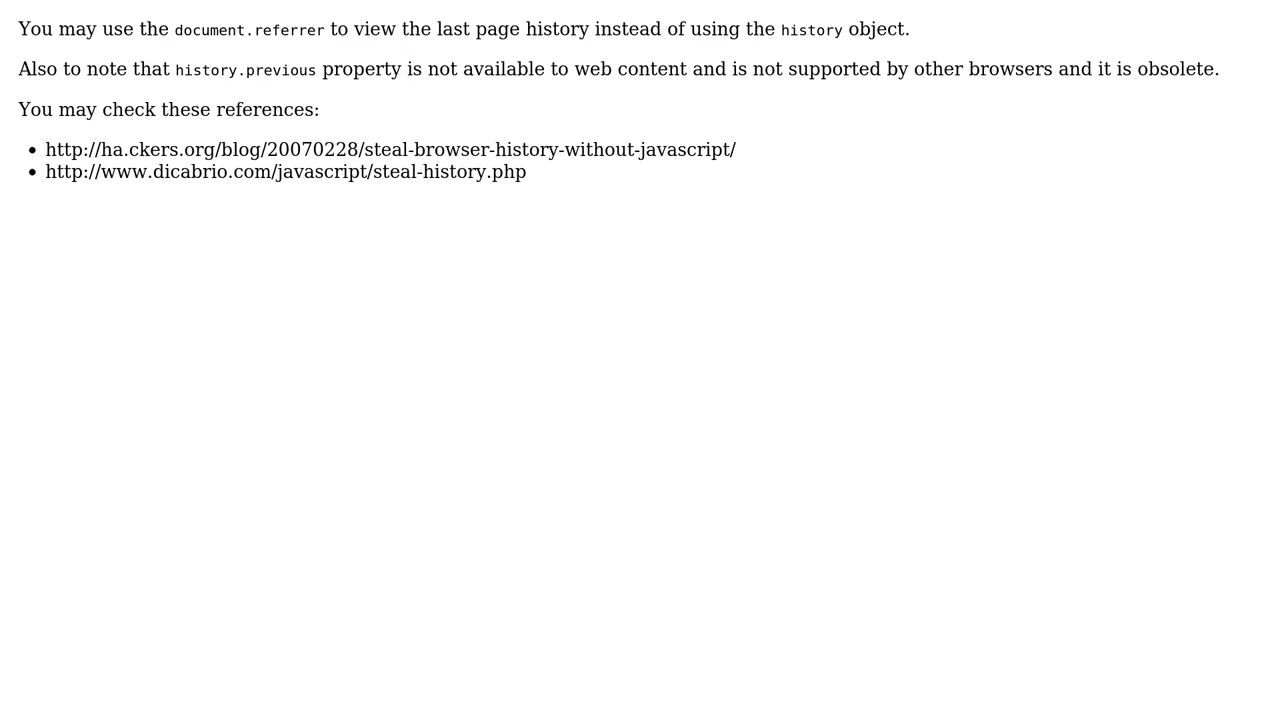 You may use the document.referrer to view the last page history instead of using the history object.
Also to note that history.previous property is not available to web content and is not supported by other browsers and it is obsolete.
You may check these references:
• http://ha.ckers.org/blog/20070228/steal-browser-history-without-javascript/
• http://www.dicabrio.com/javascript/steal-history.php